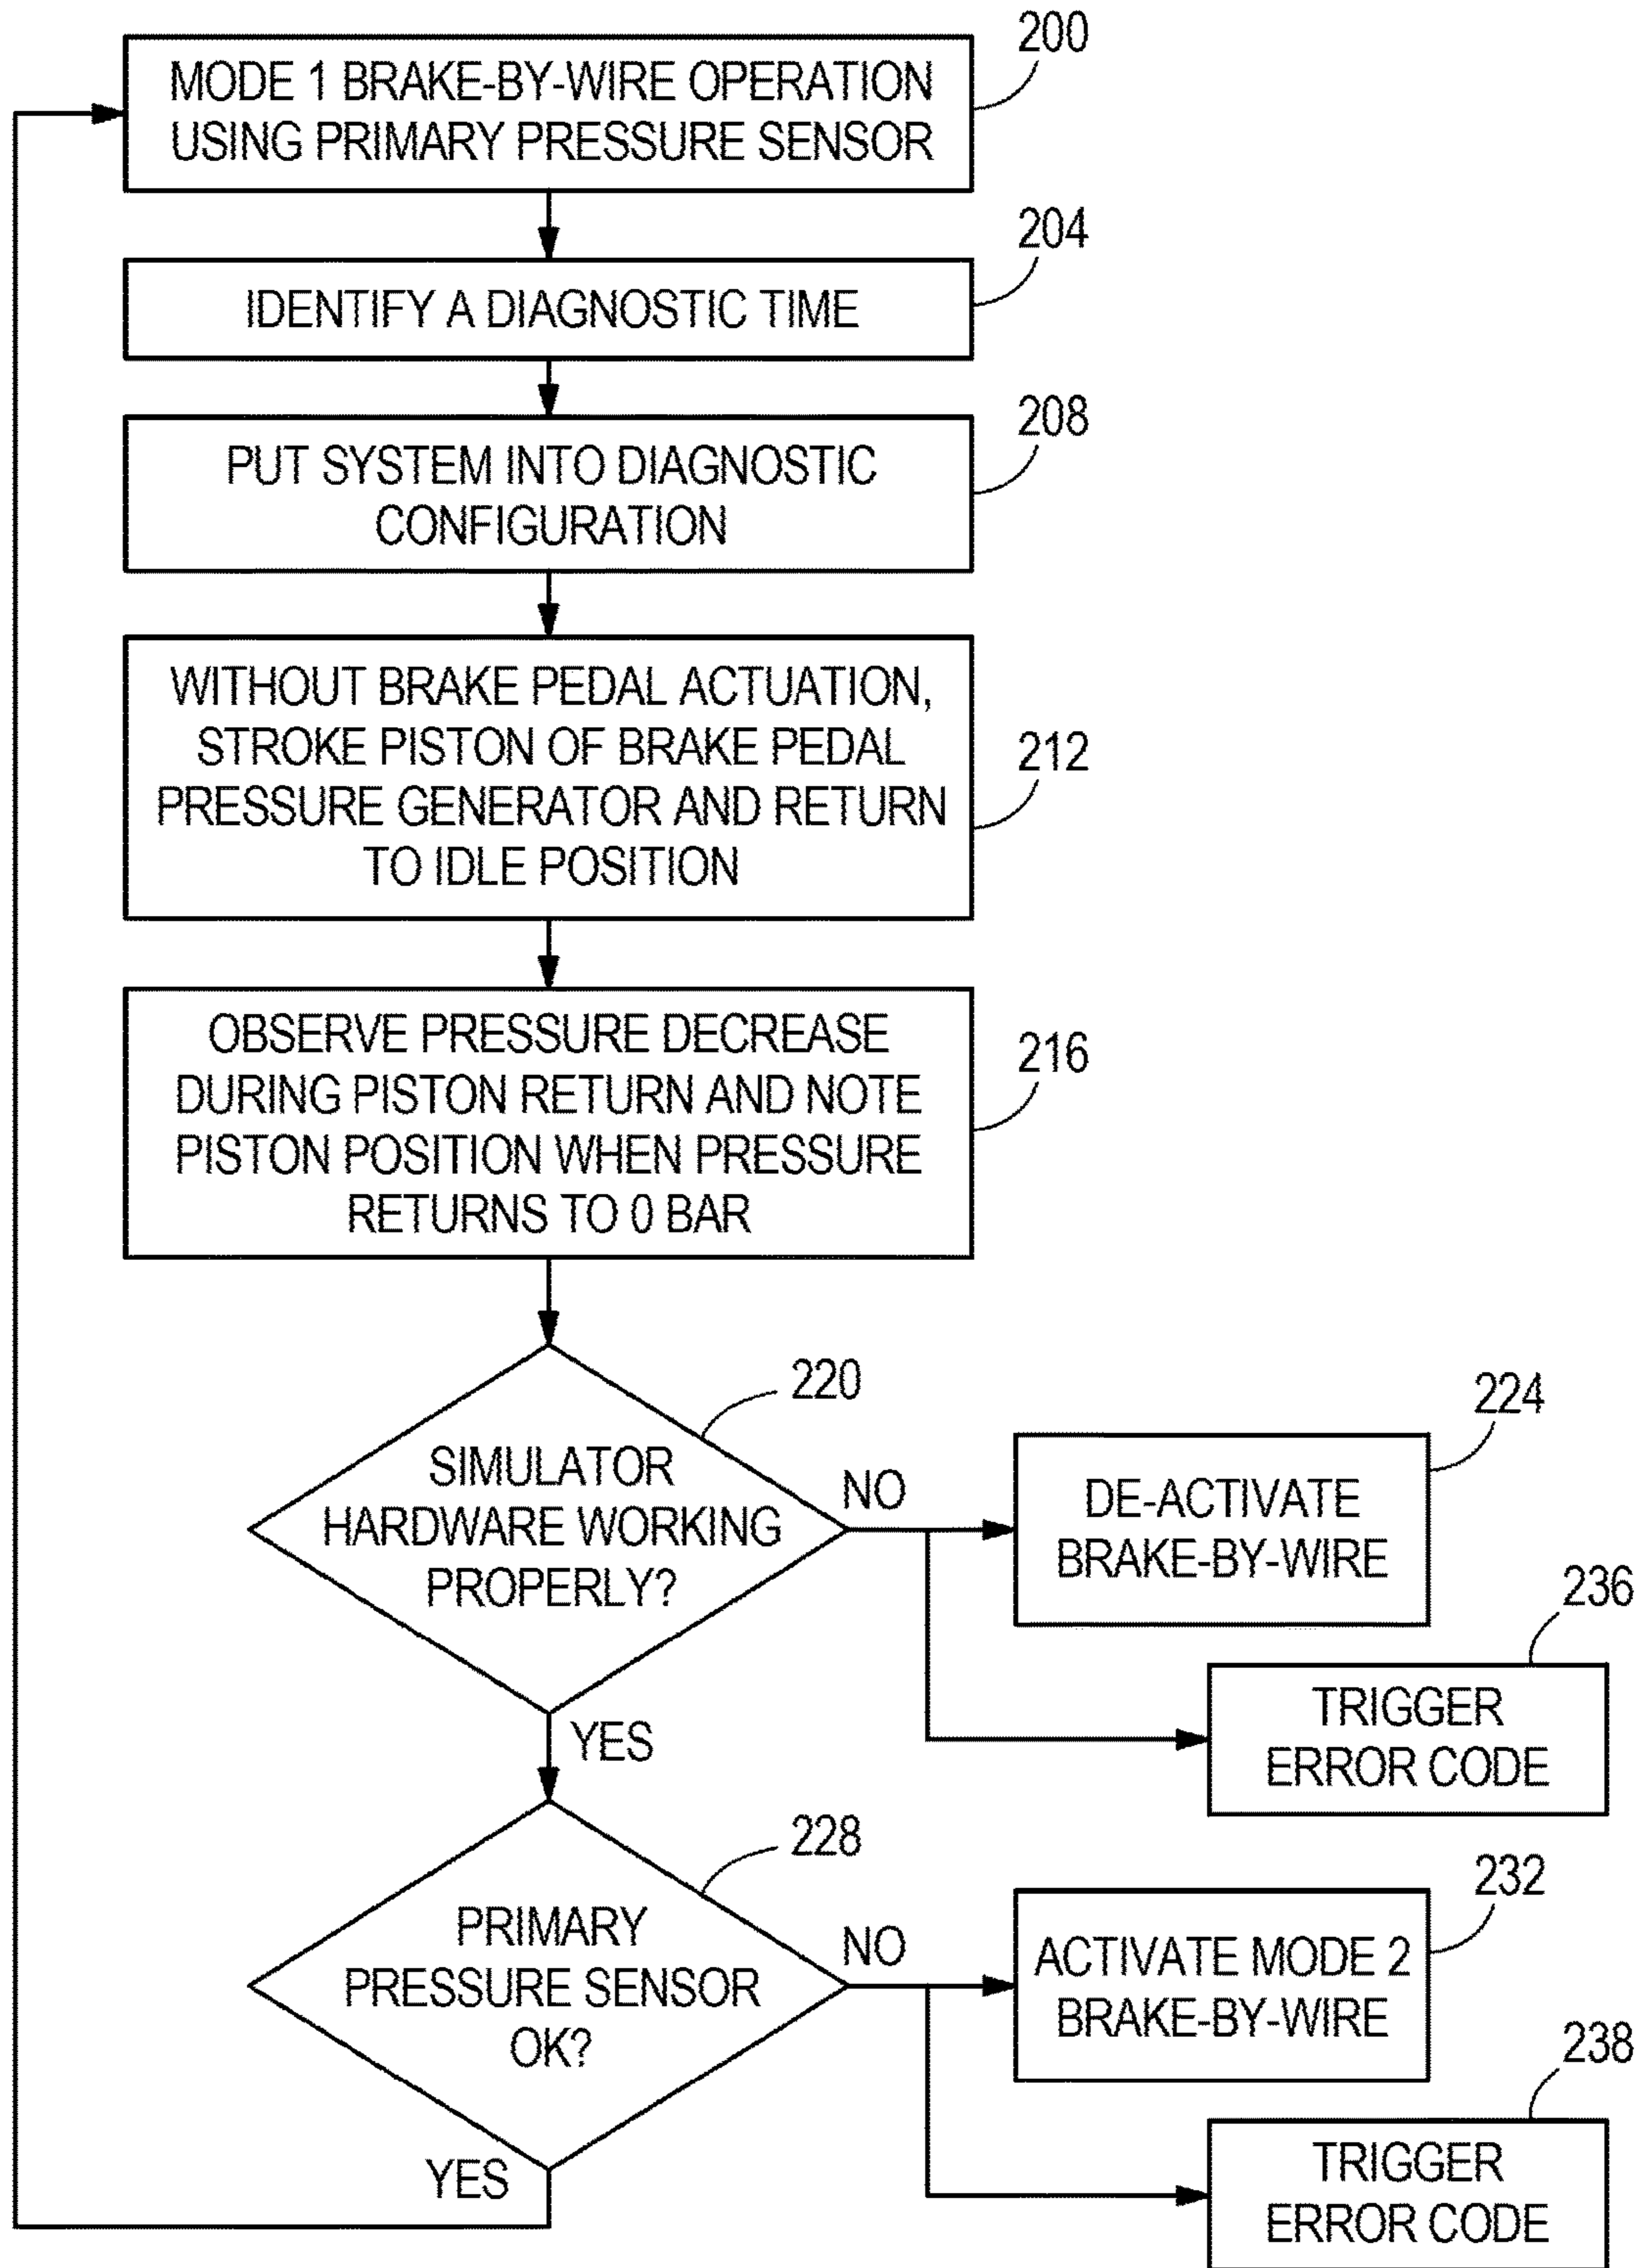 200
MODE 1 BRAKE-BY-WIRE OPERATION
USING PRIMARY PRESSURE SENSOR
204
IDENTIFY A DIAGNOSTIC TIME
208
PUT SYSTEM INTO DIAGNOSTIC
CONFIGURATION
WITHOUT BRAKE PEDAL ACTUATION,
STROKE PISTON OF BRAKE PEDAL
212
PRESSURE GENERATOR AND RETURN
TO IDLE POSITION
OBSERVE PRESSURE DECREASE
216
DURING PISTON RETURN AND NOTE
PISTON POSITION WHEN PRESSURE
RETURNS TO 0 BAR
220
SIMULATOR
HARDWARE WORKING
PROPERLY?
NO
224
DE-ACTIVATE
BRAKE-BY-WIRE
236
TRIGGER
ERROR CODE
YES
228
PRIMARY
PRESSURE SENSOR
OK?
NO
232
ACTIVATE MODE 2
BRAKE-BY-WIRE
238
TRIGGER
ERROR CODE
YES